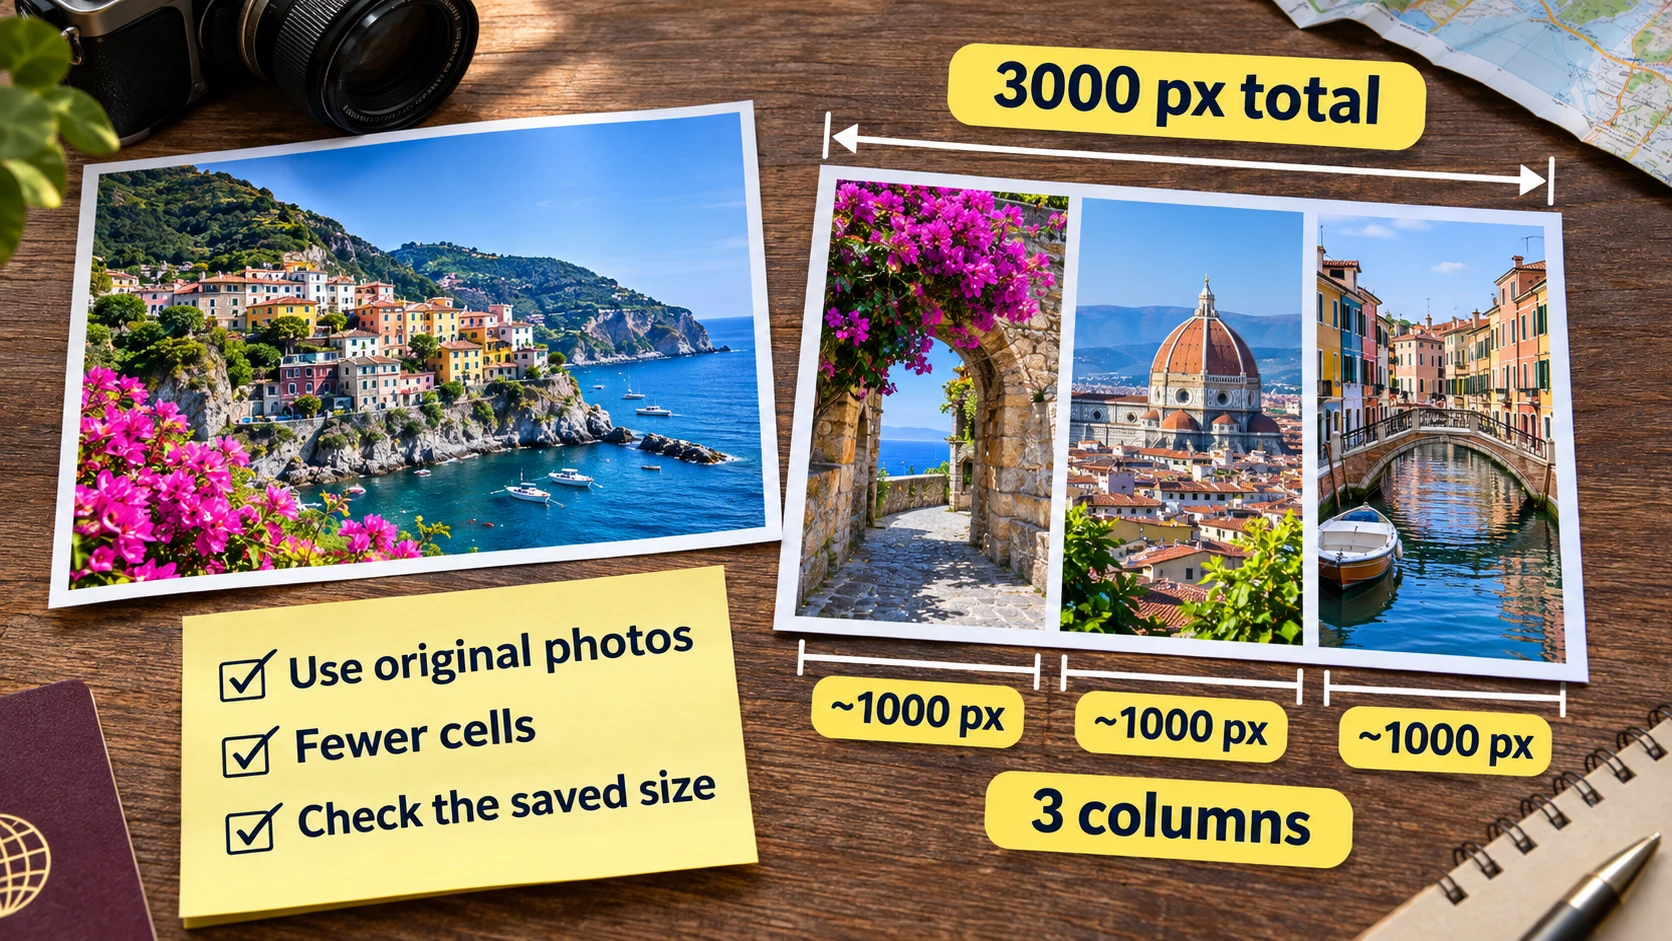 3000 px total
Use original photos
Fewer cells
Check the saved size
~1000 px
~1000 px
~1000 px
3 columns